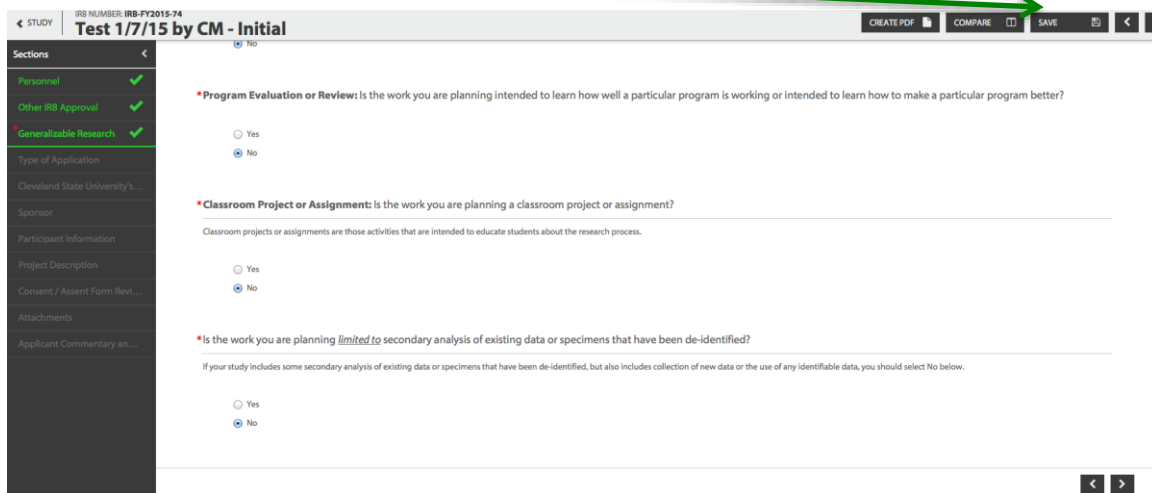 STUDY
IRB NUMBER: IRB-FY2015-74
Test 1/7/15 by CM - Initial
CREATE PDF
COMPARE
SAVE
Sections
Personnel
Other IRB Approval
*Generalizable Research
Type of Application
Cleveland State University's...
Sponsor
Participant Information
Project Description
Consent / Assent Form Revi...
Attachments
Applicant Commentary an...
No
*Program Evaluation or Review: Is the work you are planning intended to learn how well a particular program is working or intended to learn how to make a particular program better?
Yes
No
*Classroom Project or Assignment: Is the work you are planning a classroom project or assignment?
Classroom projects or assignments are those activities that are intended to educate students about the research process.
Yes
No
*Is the work you are planning limited to secondary analysis of existing data or specimens that have been de-identified?
If your study includes some secondary analysis of existing data or specimens that have been de-identified, but also includes collection of new data or the use of any identifiable data, you should select No below.
Yes
No